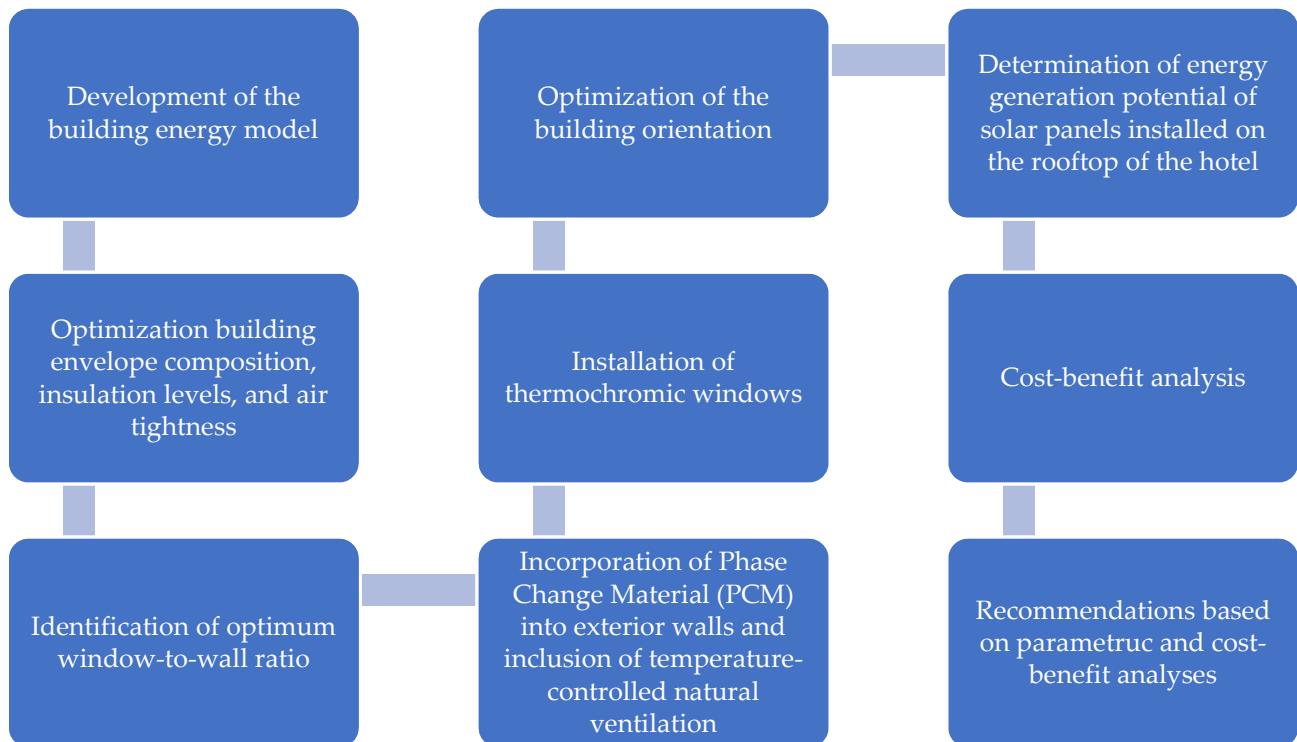 Development of the
building energy model
Optimization building
envelope composition,
insulation levels, and air
tightness
Identification of optimum
window-to-wall ratio
Incorporation of Phase
Change Material (PCM)
into exterior walls and
inclusion of temperature-
controlled natural
ventilation
Installation of
thermochromic windows
Optimization of the
building orientation
Determination of energy
generation potential of
solar panels installed on
the rooftop of the hotel
Cost-benefit analysis
Recommendations based
on parametruc and cost-
benefit analyses